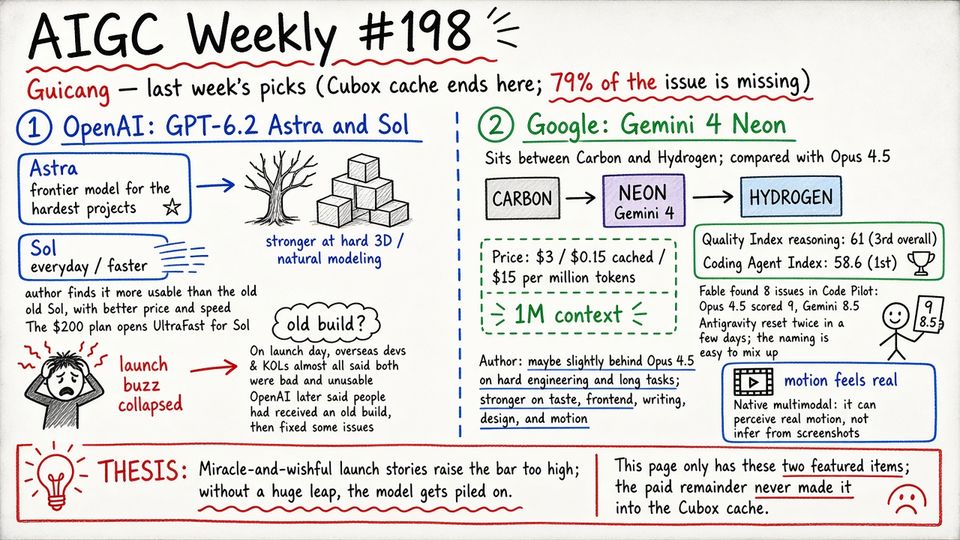 AIGC Weekly #198
Guicang — last week's picks (Cubox cache ends here; 79% of the issue is missing)
1 OpenAI: GPT-6.2 Astra and Sol
Astra
frontier model for the
hardest projects
stronger at hard 3D /
natural modeling
Sol
everyday / faster
author finds it more usable than the old
old Sol, with better price and speed
The $200 plan opens UltraFast for Sol
launch
buzz
collapsed
old build?
On launch day, overseas devs
& KOLs almost all said both
were bad and unusable
OpenAI later said people
had received an old build,
then fixed some issues
2 Google: Gemini 4 Neon
Sits between Carbon and Hydrogen; compared with Opus 4.5
CARBON
NEON
Gemini 4
HYDROGEN
Price: $3 / $0.15 cached /
$15 per million tokens
1M context
Quality Index reasoning: 61 (3rd overall)
Coding Agent Index: 58.6 (1st)
Fable found 8 issues in Code Pilot:
Opus 4.5 scored 9, Gemini 8.5
Antigravity reset twice in a
few days; the naming is
easy to mix up
9
8.5
Author: maybe slightly behind Opus 4.5
on hard engineering and long tasks;
stronger on taste, frontend, writing,
design, and motion
motion feels real
Native multimodal: it can
perceive real motion, not
infer from screenshots
THESIS: Miracle-and-wishful launch stories raise the bar too high;
without a huge leap, the model gets piled on.
This page only has these two featured items;
the paid remainder never made it
into the Cubox cache.